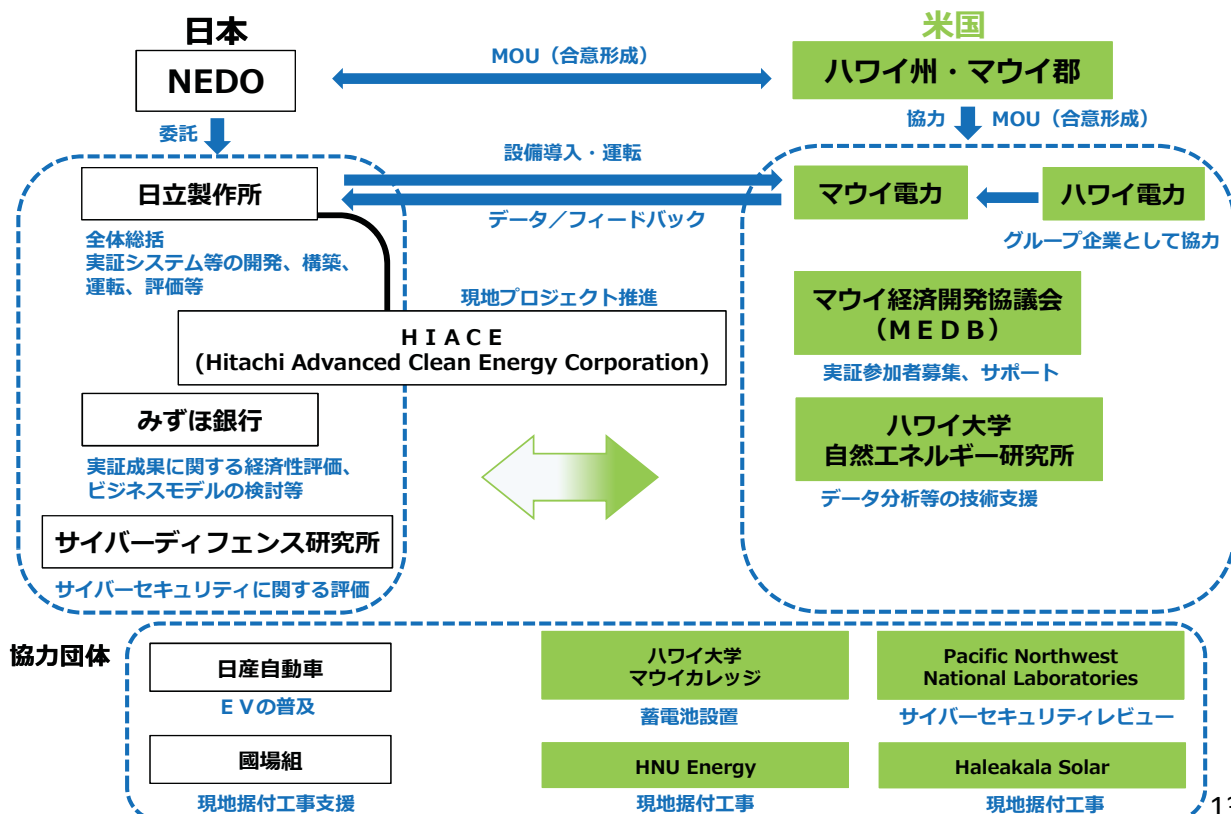 日本
米国
NEDO
MOU（合意形成）
ハワイ州・マウイ郡
委託
協力
MOU（合意形成）
設備導入・運転
日立製作所
マウイ電力
ハワイ電力
データ／フィードバック
グループ企業として協力
全体総括
実証システム等の開発、構築、
運転、評価等
現地プロジェクト推進
ＨＩＡＣＥ
(Hitachi Advanced Clean Energy Corporation)
マウイ経済開発協議会
（ＭＥＤＢ）
実証参加者募集、サポート
みずほ銀行
実証成果に関する経済性評価、
ビジネスモデルの検討等
ハワイ大学
自然エネルギー研究所
データ分析等の技術支援
サイバーディフェンス研究所
サイバーセキュリティに関する評価
協力団体
日産自動車
ＥＶの普及
ハワイ大学
マウイカレッジ
蓄電池設置
Pacific Northwest
National Laboratories
サイバーセキュリティレビュー
國場組
現地据付工事支援
HNU Energy
現地据付工事
Haleakala Solar
現地据付工事